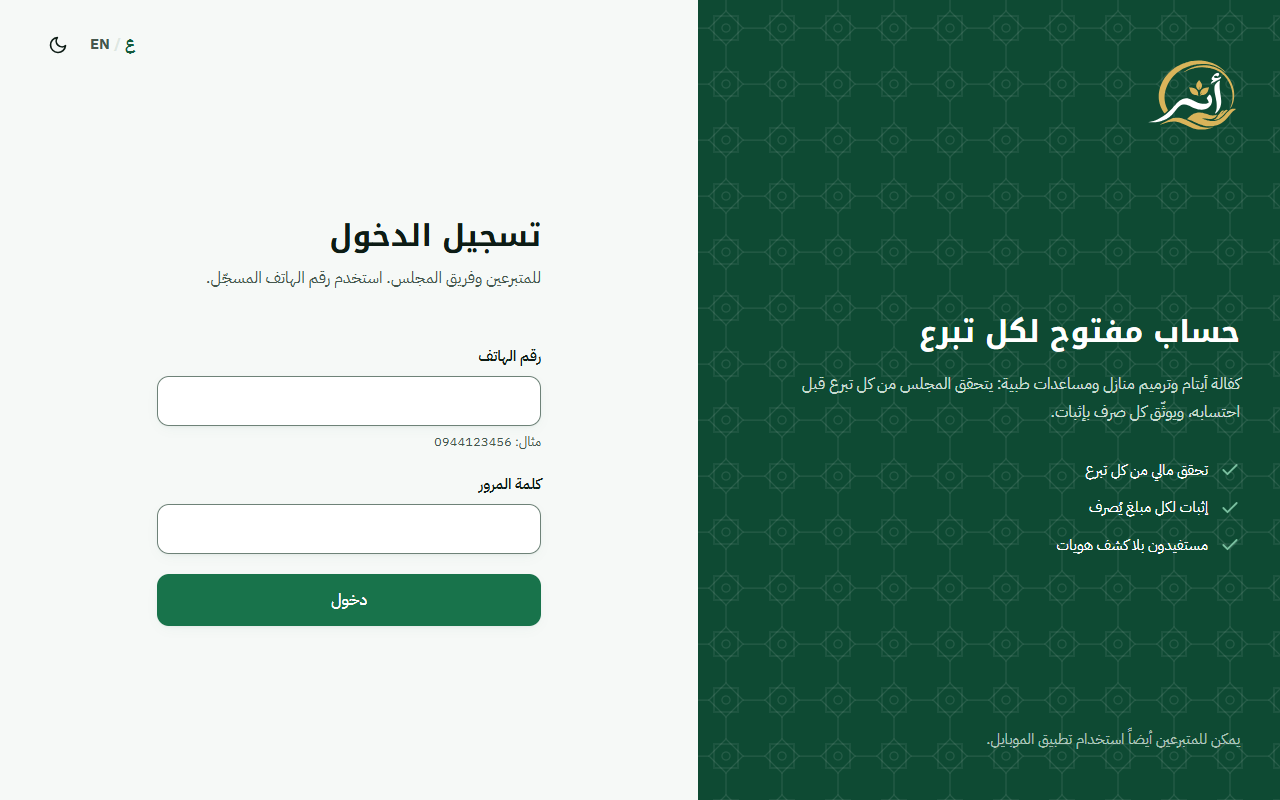 أثر
حساب مفتوح لكل تبرع
كفالة أيتام وترميم منازل ومساعدات طبية: يتحقق المجلس من كل تبرع قبل
احتسابه، ويوثّق كل صرف بإثبات.
تحقق مالي من كل تبرع
إثبات لكل مبلغ يُصرف
مستفيدون بلا كشف هويات
يمكن للمتبرعين أيضاً استخدام تطبيق الموبايل.
ع / EN
تسجيل الدخول
للمتبرعين وفريق المجلس. استخدم رقم الهاتف المسجّل.
رقم الهاتف
مثال: 0944123456
كلمة المرور
دخول